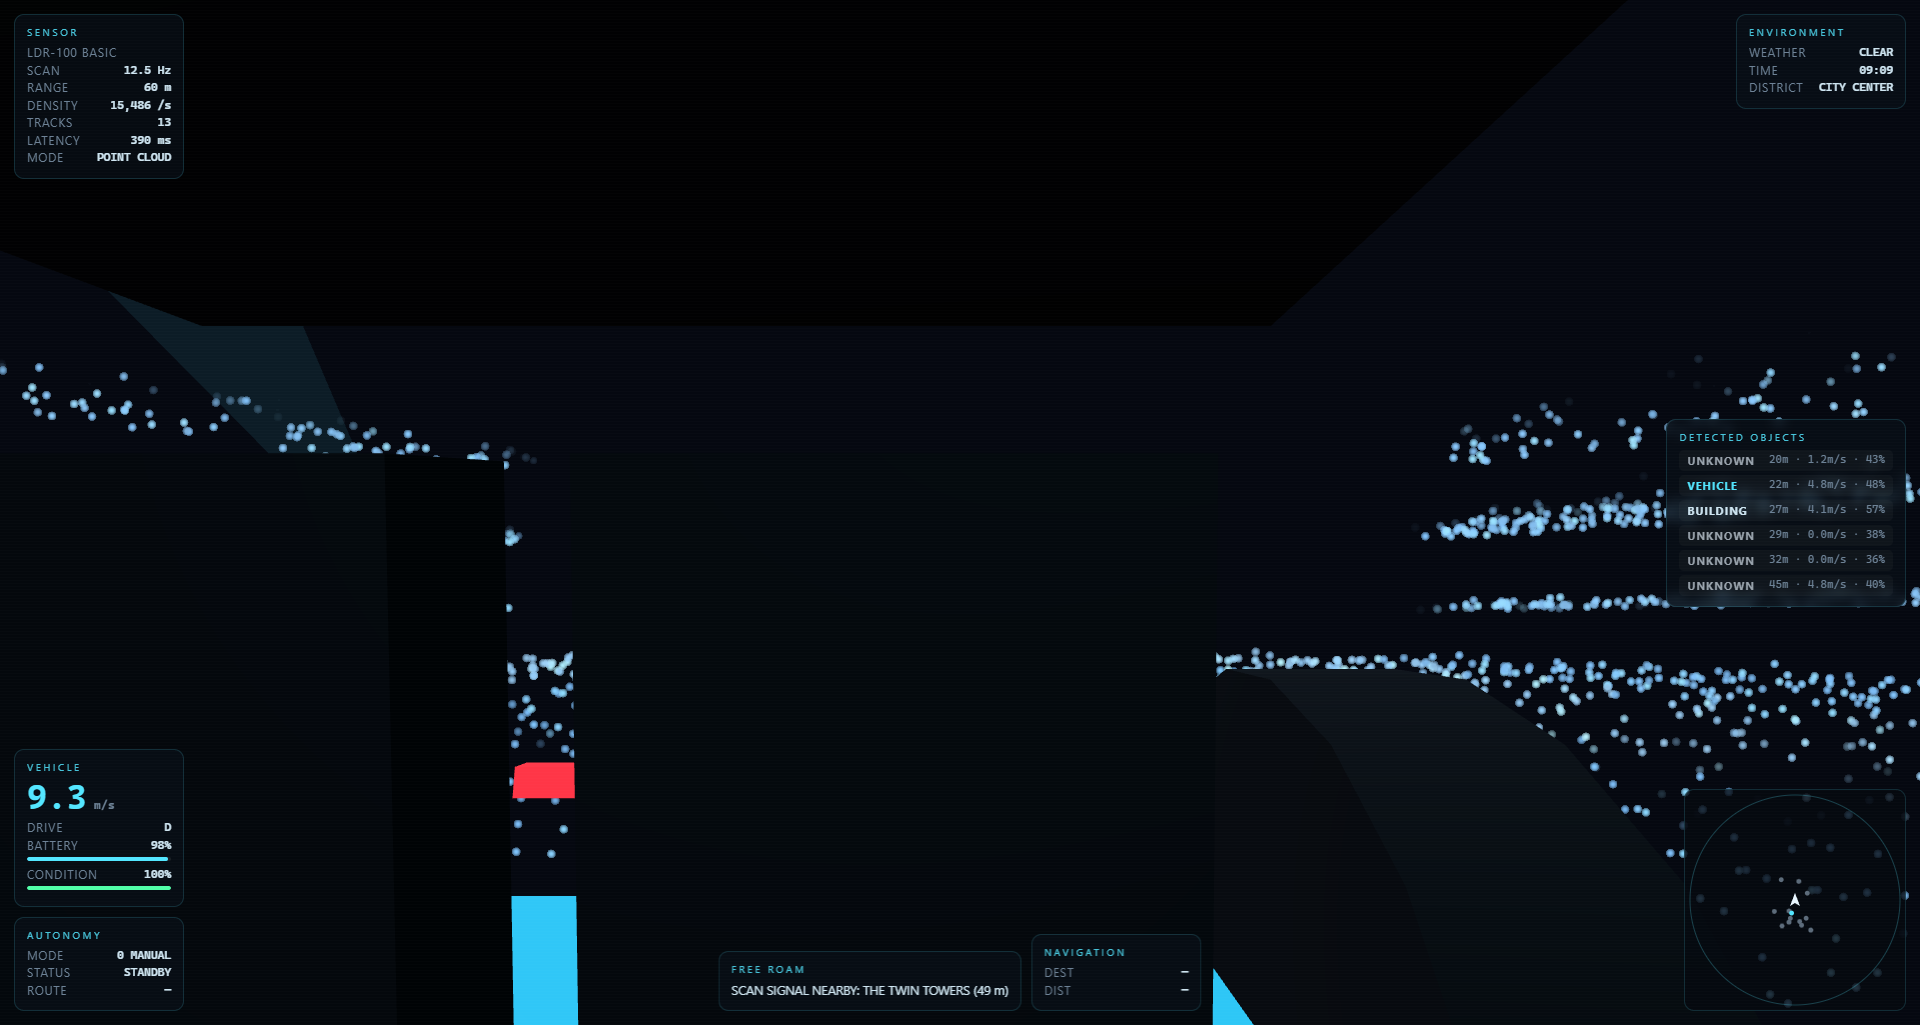 SENSOR
LDR-100 BASIC
SCAN 12.5 Hz
RANGE 60 m
DENSITY 15,486 /s
TRACKS 13
LATENCY 390 ms
MODE POINT CLOUD
ENVIRONMENT
WEATHER CLEAR
TIME 09:09
DISTRICT CITY CENTER
DETECTED OBJECTS
UNKNOWN 20m · 1.2m/s · 43%
VEHICLE 22m · 4.8m/s · 48%
BUILDING 27m · 4.1m/s · 57%
UNKNOWN 29m · 0.0m/s · 38%
UNKNOWN 32m · 0.0m/s · 36%
UNKNOWN 45m · 4.8m/s · 40%
VEHICLE
9.3 m/s
DRIVE D
BATTERY 98%
CONDITION 100%
AUTONOMY
MODE 0 MANUAL
STATUS STANDBY
ROUTE —
FREE ROAM
SCAN SIGNAL NEARBY: THE TWIN TOWERS (49 m)
NAVIGATION
DEST —
DIST —